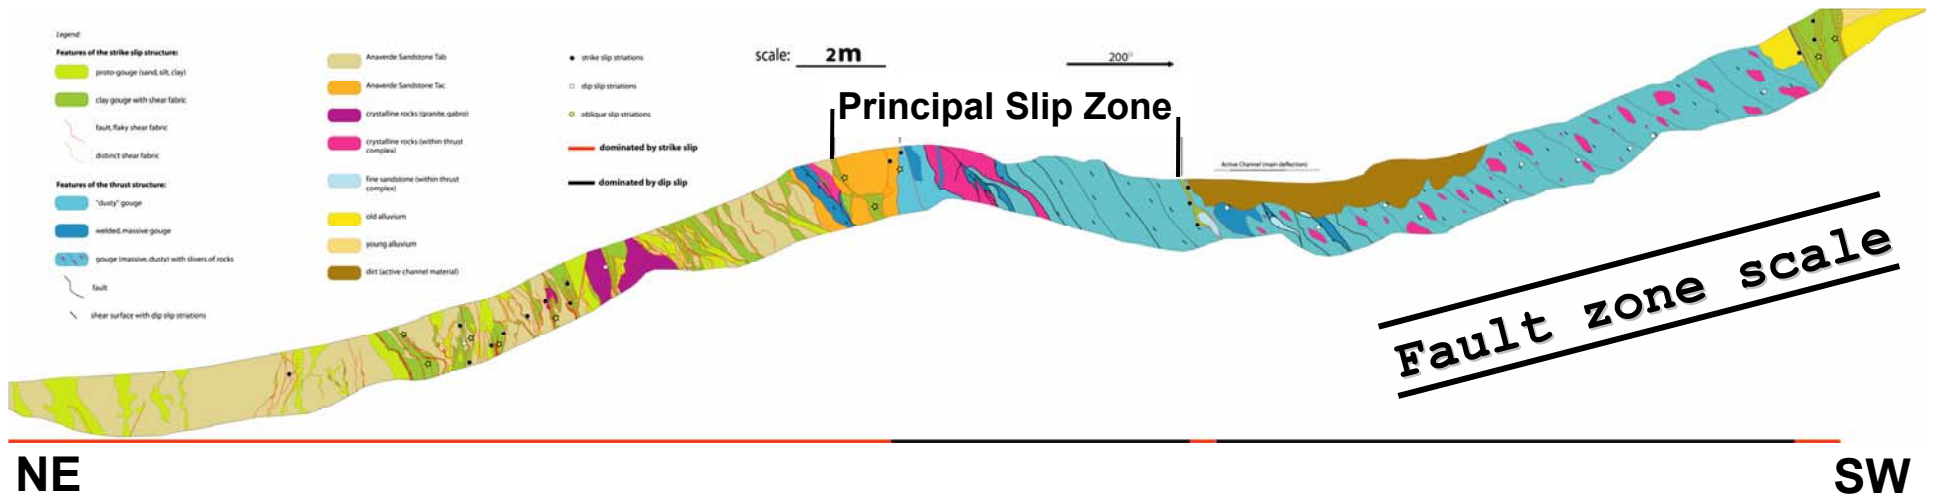 Legend:
Features of the strike slip structure:
proto-gouge (sand, silt, clay)
clay gouge with shear fabric
fault, flaky shear fabric
distinct shear fabric
Features of the thrust structure:
"dusty" gouge
welded, massive gouge
gouge (massive, dusty) with slivers of rocks
fault
shear surface with dip slip striations
Anaverde Sandstone Tab
Anaverde Sandstone Tac
crystalline rocks (granite, gabro)
crystalline rocks (within thrust
complex)
fine sandstone (within thrust
complex)
old alluvium
young alluvium
dirt (active channel material)
strike slip striations
dip slip striations
oblique slip striations
dominated by strike slip
dominated by dip slip
scale: 2m
200°
Principal Slip Zone
Active Channel (main deflection)
Fault zone scale
NE
SW